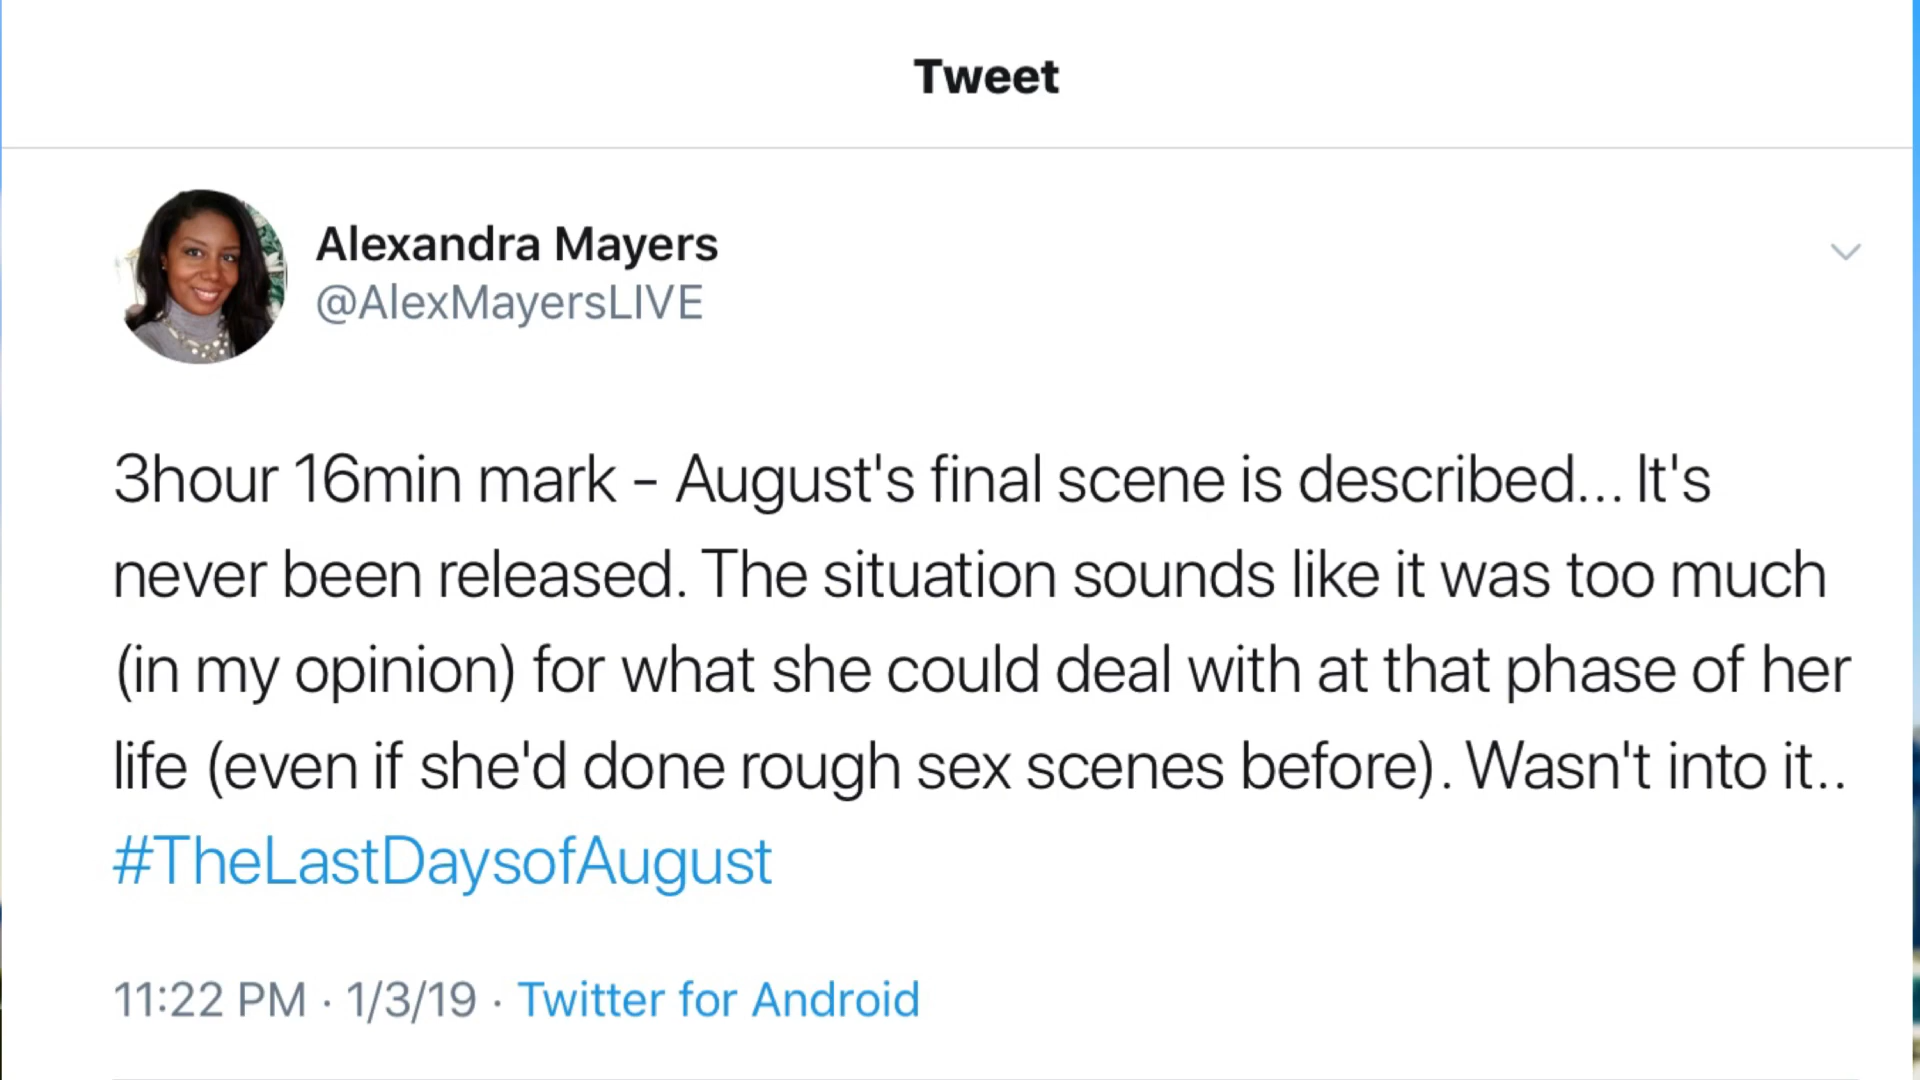 Tweet
Alexandra Mayers
@AlexMayersLIVE
3hour 16min mark - August's final scene is described... It's
never been released. The situation sounds like it was too much
(in my opinion) for what she could deal with at that phase of her
life (even if she'd done rough sex scenes before). Wasn't into it..
#TheLastDaysofAugust
11:22 PM · 1/3/19 · Twitter for Android